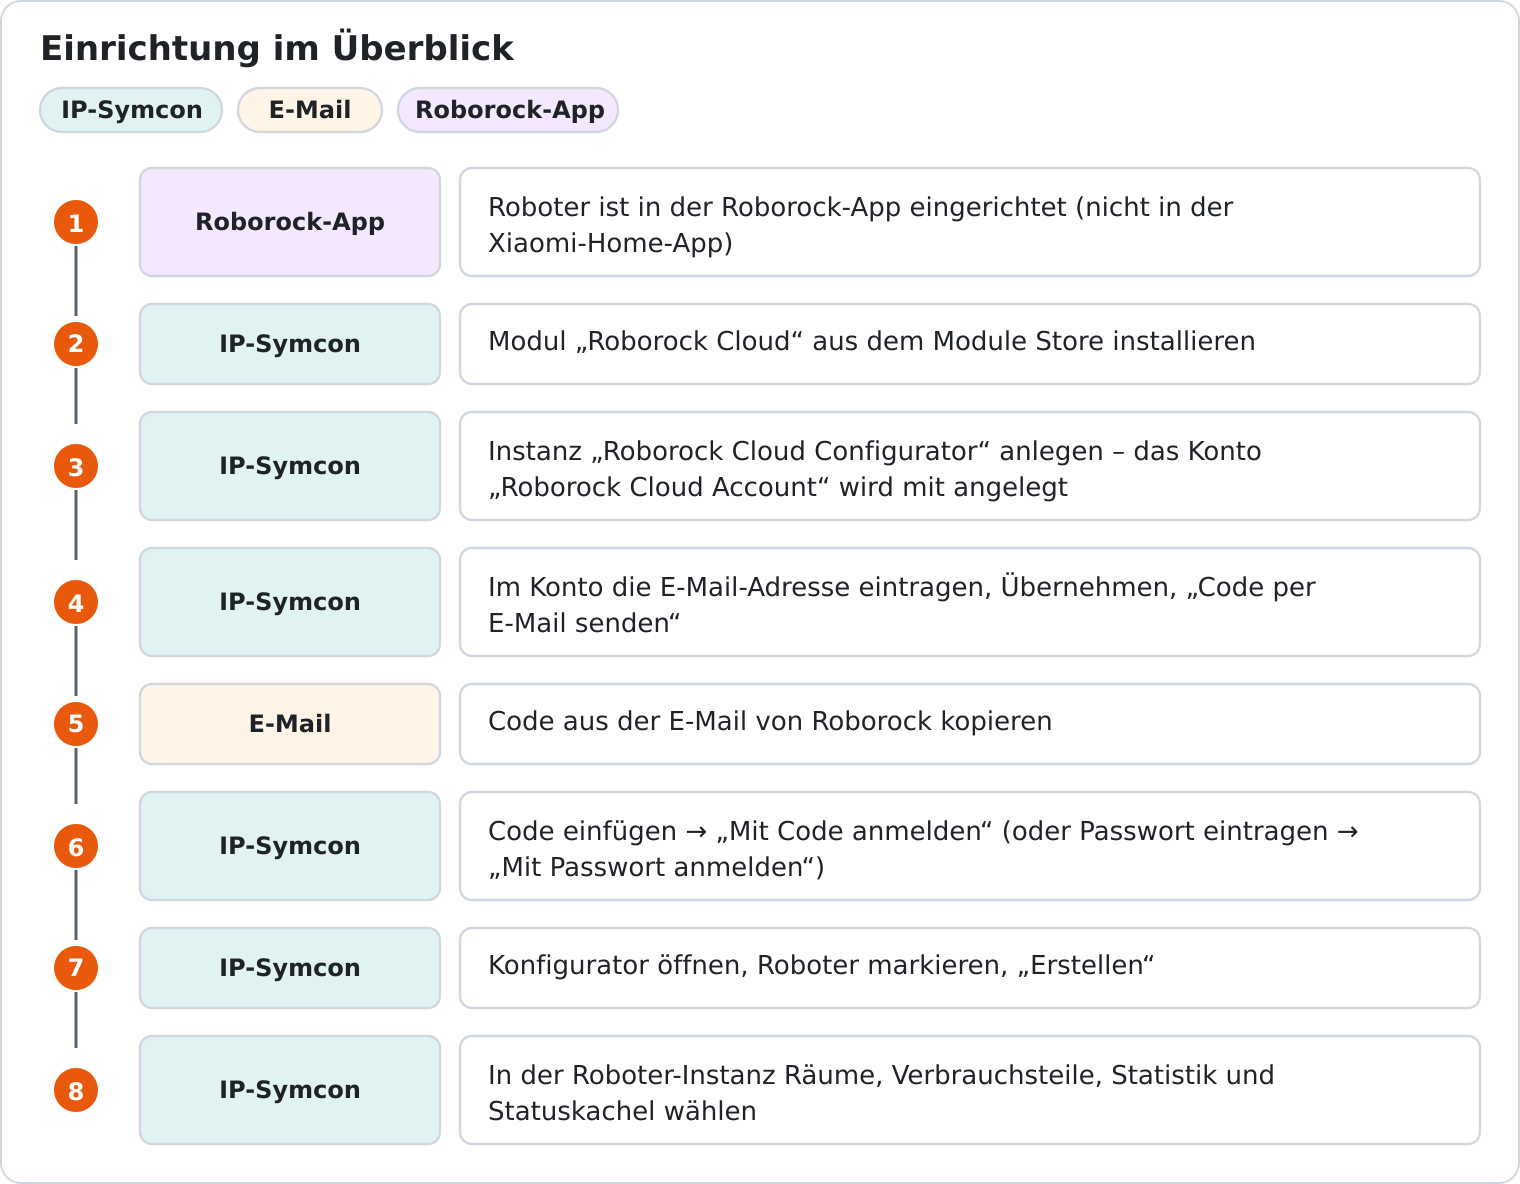 Einrichtung im Überblick
IP-Symcon
E-Mail
Roborock-App
1
Roborock-App
Roboter ist in der Roborock-App eingerichtet (nicht in der
Xiaomi-Home-App)
2
IP-Symcon
Modul „Roborock Cloud“ aus dem Module Store installieren
3
IP-Symcon
Instanz „Roborock Cloud Configurator“ anlegen – das Konto
„Roborock Cloud Account“ wird mit angelegt
4
IP-Symcon
Im Konto die E-Mail-Adresse eintragen, Übernehmen, „Code per
E-Mail senden“
5
E-Mail
Code aus der E-Mail von Roborock kopieren
6
IP-Symcon
Code einfügen → „Mit Code anmelden“ (oder Passwort eintragen →
„Mit Passwort anmelden“)
7
IP-Symcon
Konfigurator öffnen, Roboter markieren, „Erstellen“
8
IP-Symcon
In der Roboter-Instanz Räume, Verbrauchsteile, Statistik und
Statuskachel wählen